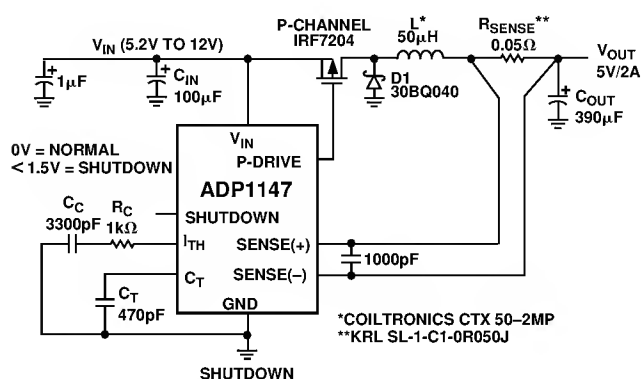 P-CHANNEL
IRF7204
L*
50µH
RSENSE**
0.05Ω
VIN (5.2V TO 12V)
VOUT
5V/2A
+
1µF
+
CIN
100µF
D1
30BQ040
+
COUT
390µF
VIN
P-DRIVE
0V = NORMAL
< 1.5V = SHUTDOWN
ADP1147
CC
3300pF
RC
1kΩ
SHUTDOWN
ITH
SENSE(+)
1000pF
CT
SENSE(–)
CT
470pF
GND
*COILTRONICS CTX 50–2MP
**KRL SL-1-C1-0R050J
SHUTDOWN